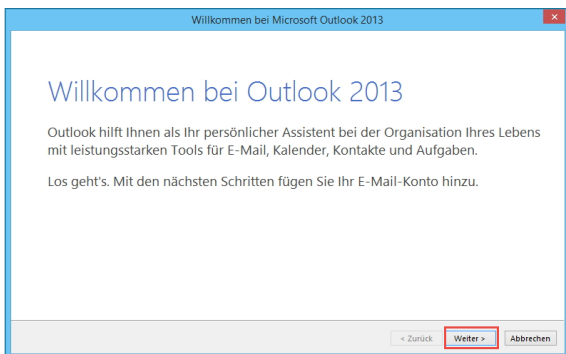 Willkommen bei Microsoft Outlook 2013
Willkommen bei Outlook 2013
Outlook hilft Ihnen als Ihr persönlicher Assistent bei der Organisation Ihres Lebens
mit leistungsstarken Tools für E-Mail, Kalender, Kontakte und Aufgaben.
Los geht's. Mit den nächsten Schritten fügen Sie Ihr E-Mail-Konto hinzu.
< Zurück Weiter > Abbrechen